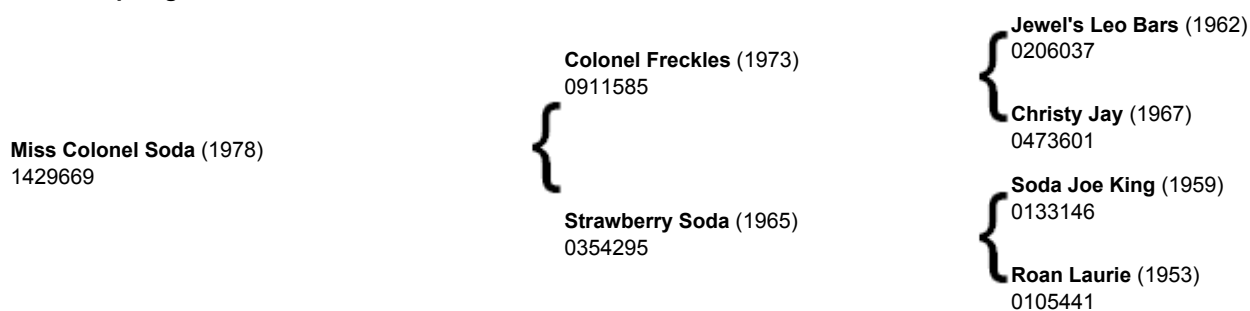 Jewel's Leo Bars (1962)
0206037
Colonel Freckles (1973)
0911585
Christy Jay (1967)
0473601
Miss Colonel Soda (1978)
1429669
Soda Joe King (1959)
0133146
Strawberry Soda (1965)
0354295
Roan Laurie (1953)
0105441